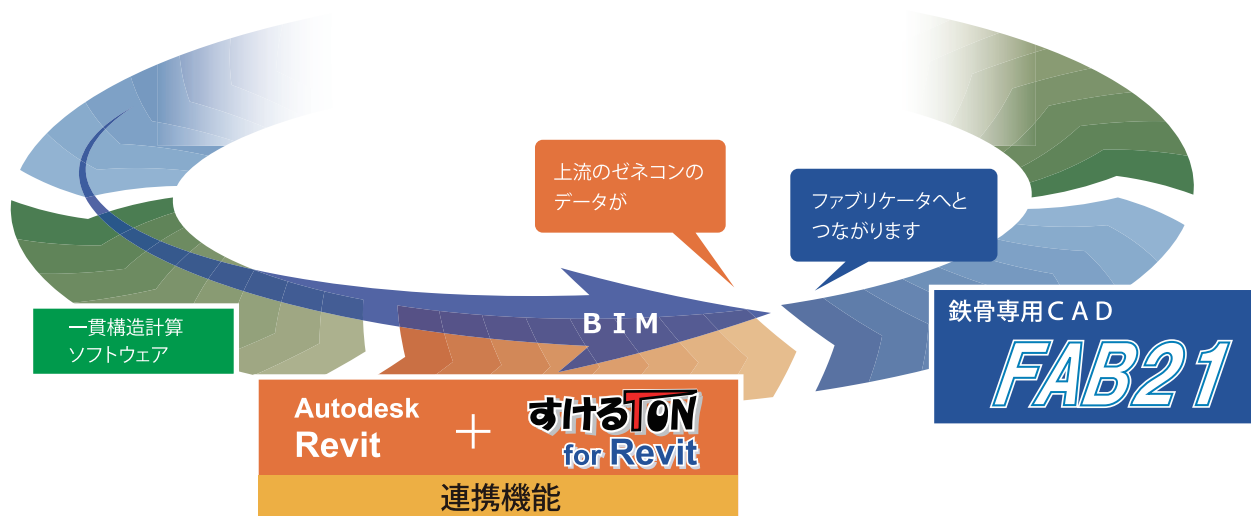 上流のゼネコンの
データが
ファブリケータへと
つながります
一貫構造計算
ソフトウェア
BIM
鉄骨専用CAD
FAB21
Autodesk
Revit
+
すけるTON
for Revit
連携機能